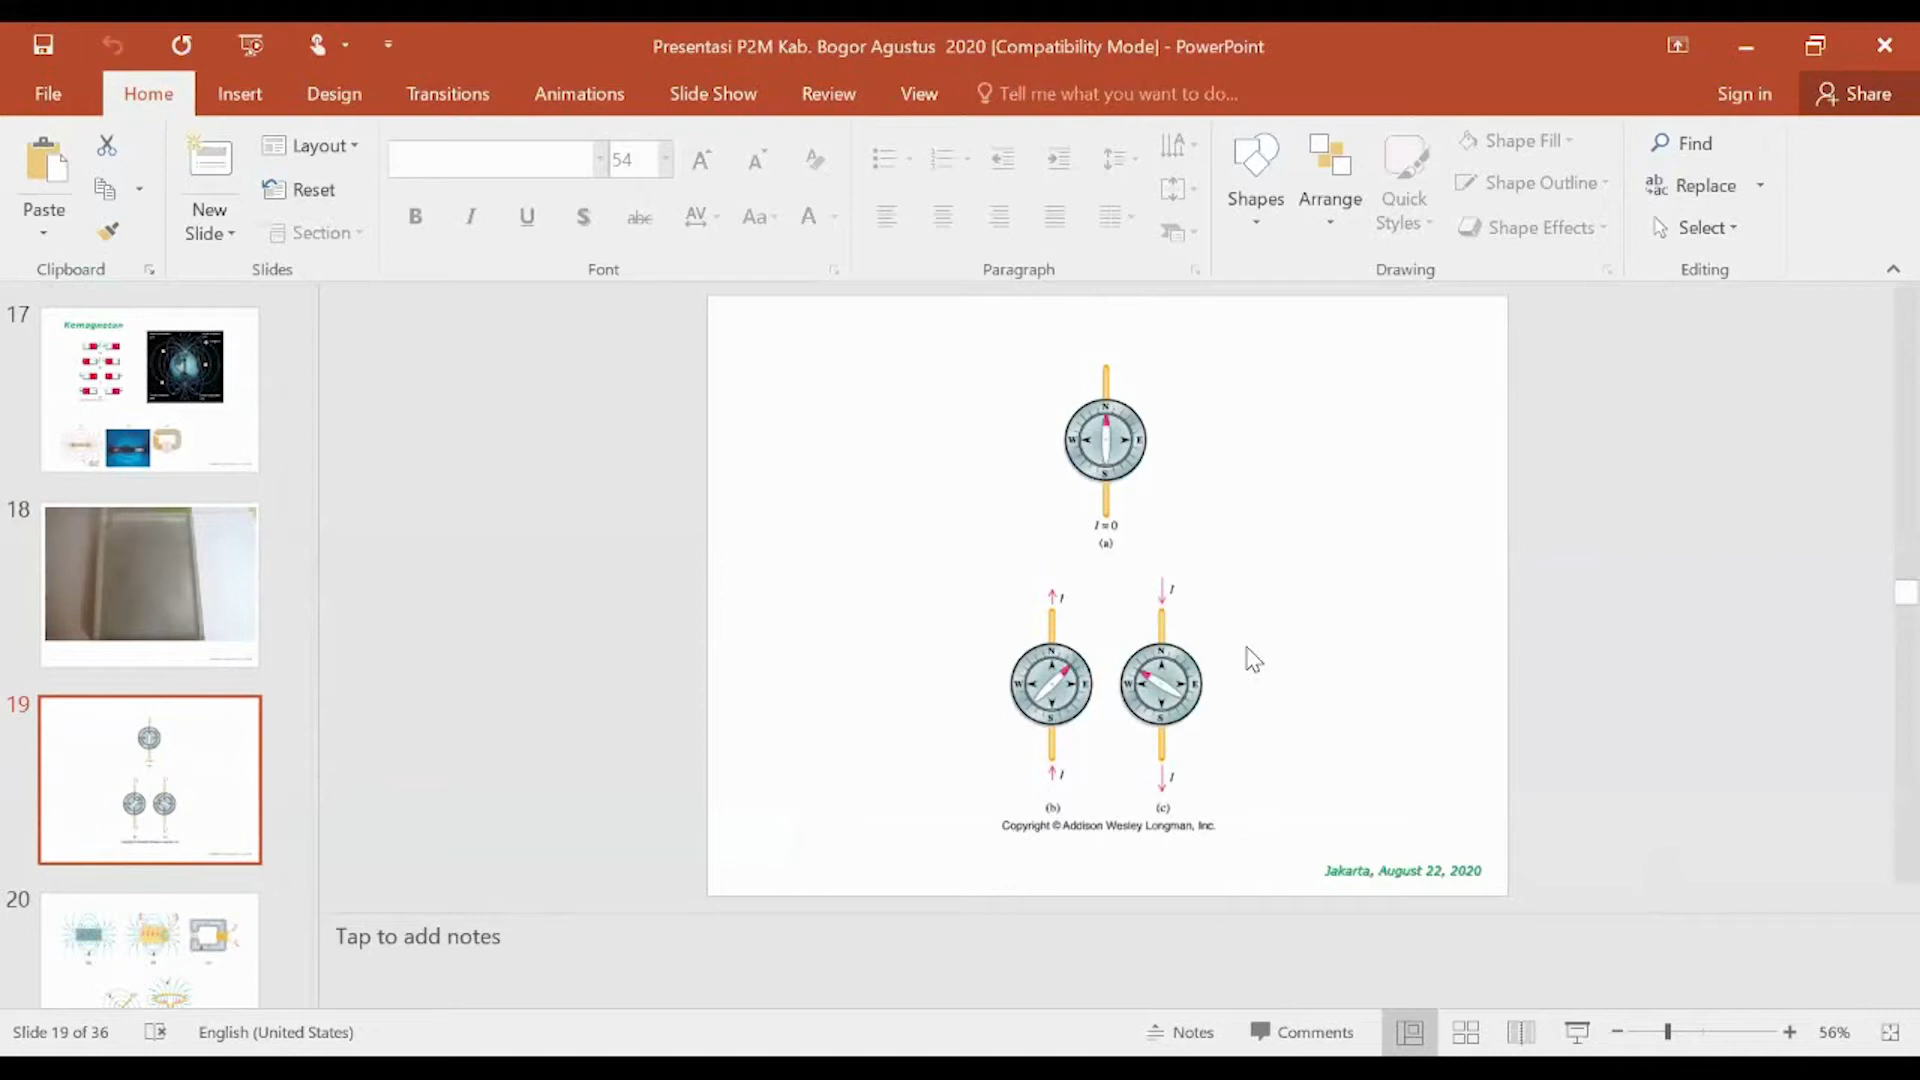 Presentasi P2M Kab. Bogor Agustus 2020 [Compatibility Mode] - PowerPoint
File Home Insert Design Transitions Animations Slide Show Review View Tell me what you want to do... Sign in Share
Paste
New Slide
Layout
Reset
Section
54
B I U S abc AV Aa A
Shapes
Arrange
Quick Styles
Shape Fill
Shape Outline
Shape Effects
Find
Replace
Select
Clipboard Slides Font Paragraph Drawing Editing
17
Kemagnetan
18
19
20
N
W E
S
I = 0
(a)
I I
N N
W E W E
S S
I I
(b) (c)
Copyright © Addison Wesley Longman, Inc.
Jakarta, August 22, 2020
Tap to add notes
Slide 19 of 36 English (United States) Notes Comments 56%